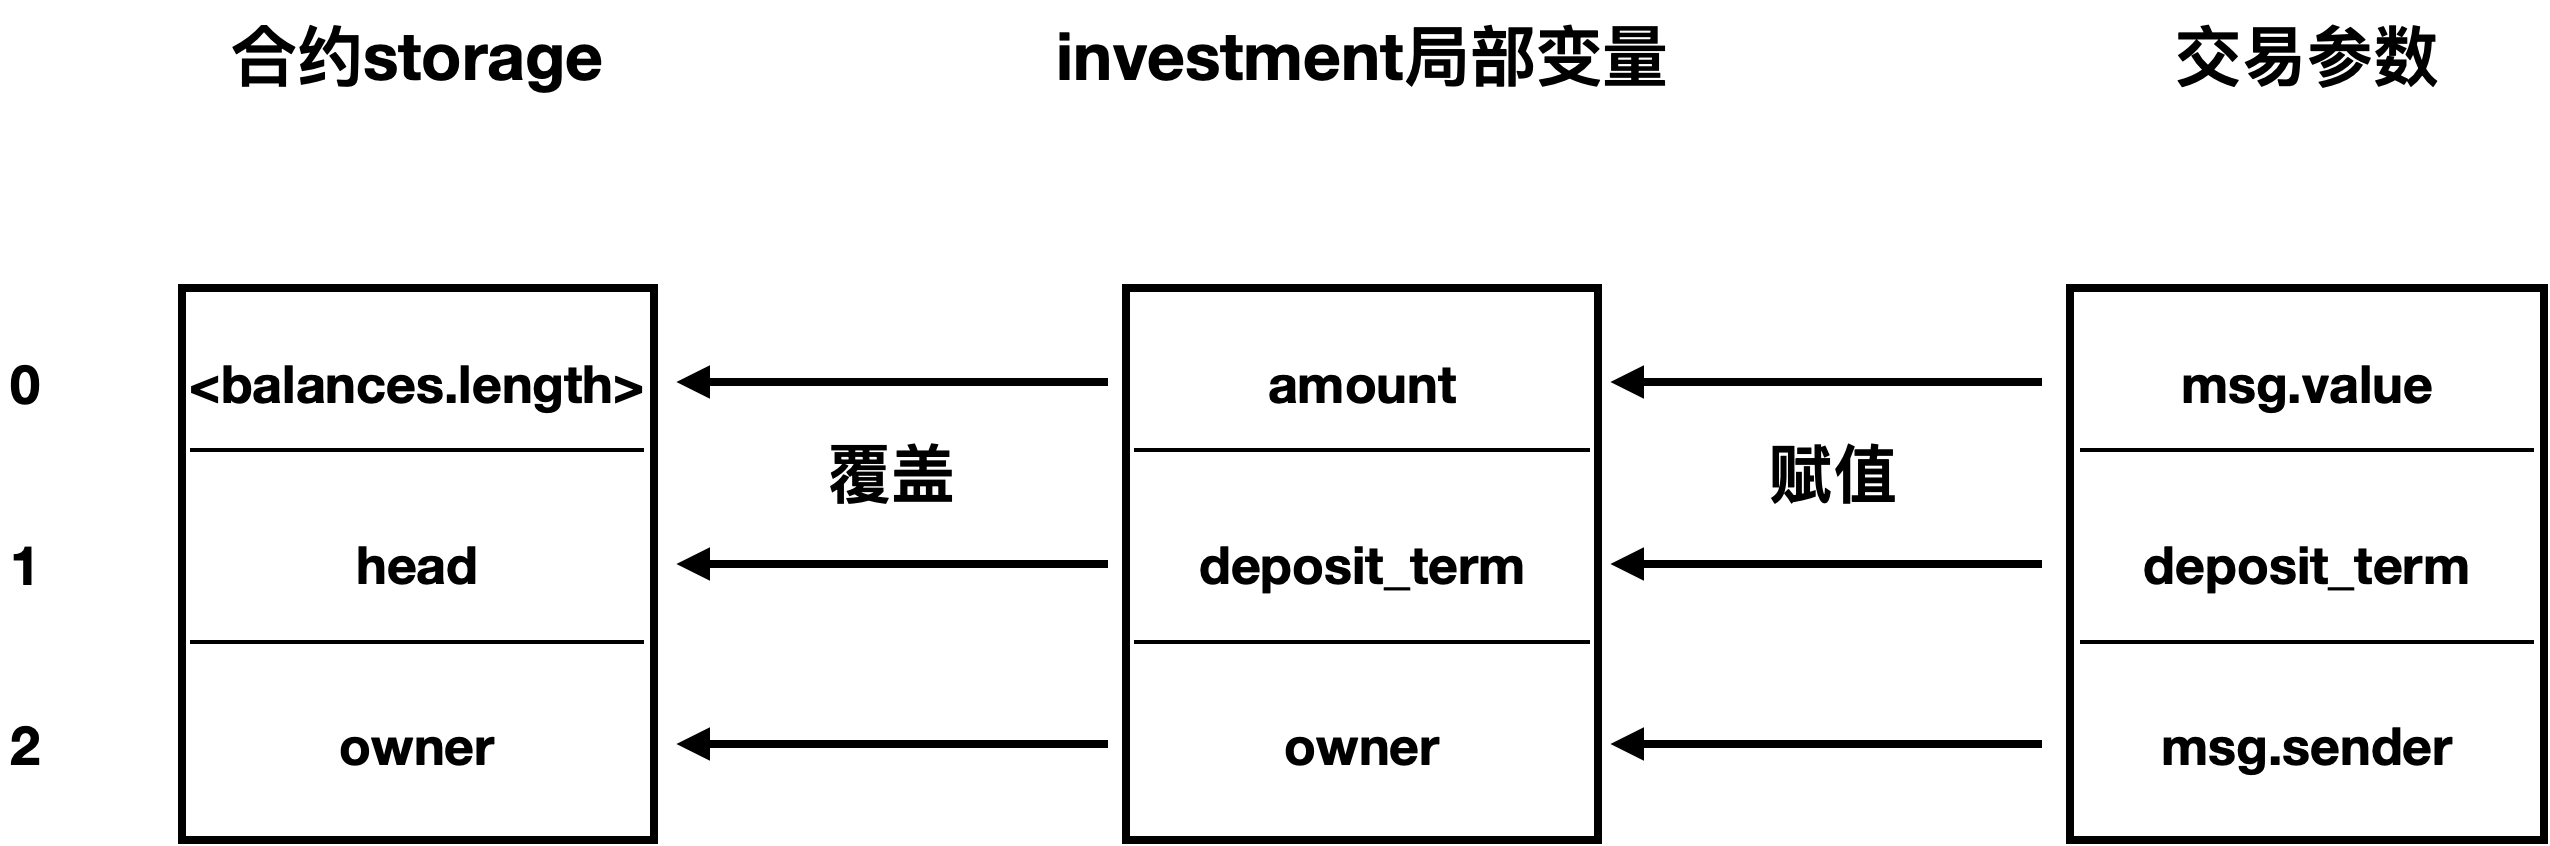 合约storage investment局部变量 交易参数
0 <balances.length> amount msg.value
覆盖 赋值
1 head deposit_term deposit_term
2 owner owner msg.sender